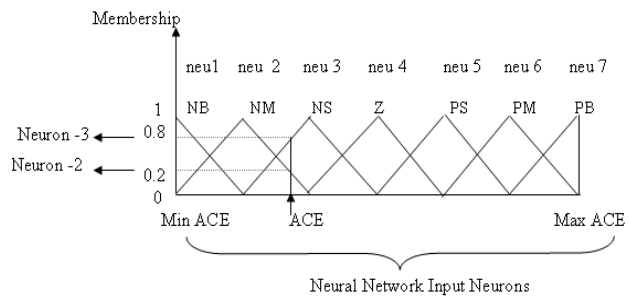 Membership
neu1 neu 2 neu 3 neu 4 neu 5 neu 6 neu 7
1 NB NM NS Z PS PM PB
Neuron -3 0.8
Neuron -2 0.2
0
Min ACE ACE Max ACE
Neural Network Input Neurons